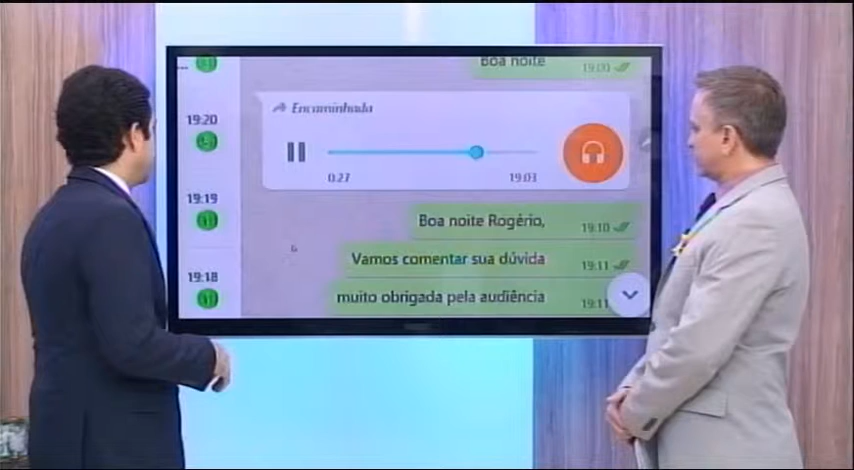 Boa noite 19:00
19:20
Encaminhada
0:27 19:03
19:19
Boa noite Rogério, 19:10
Vamos comentar sua dúvida 19:11
19:18
muito obrigada pela audiência 19:11